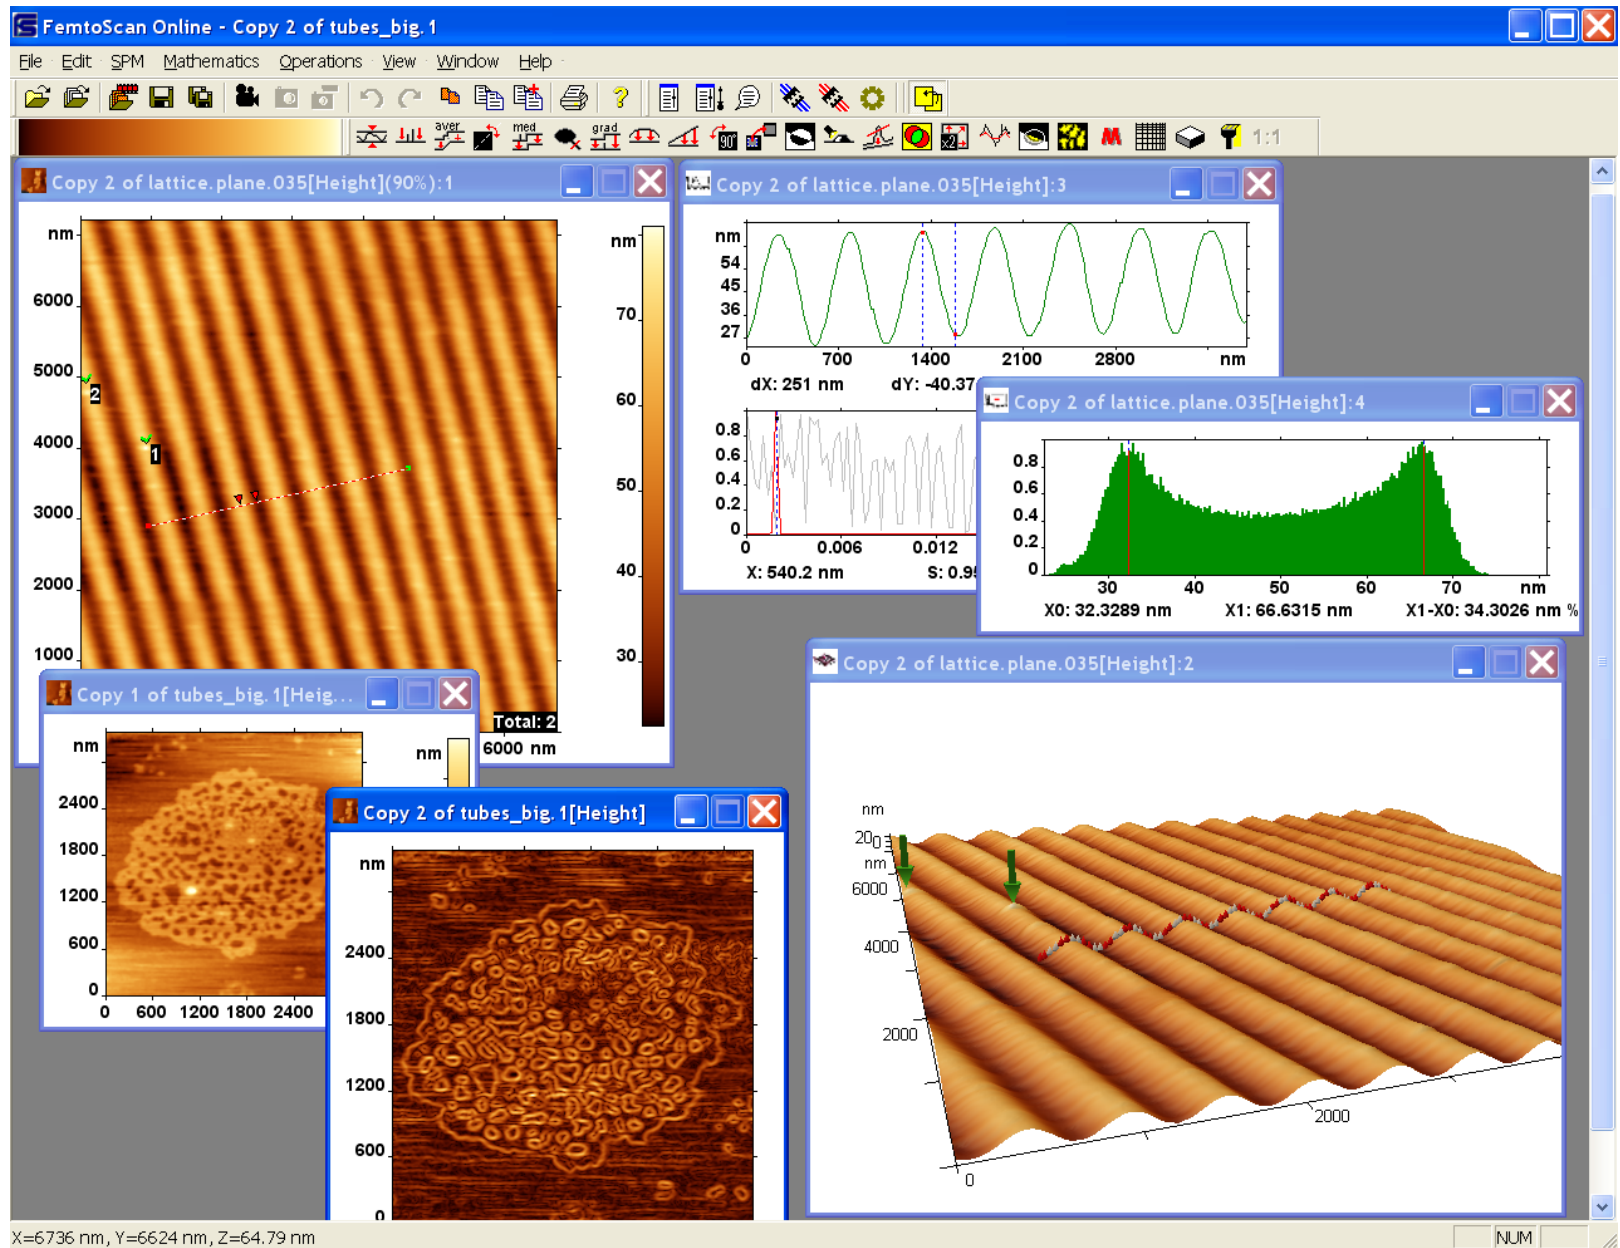 FemtoScan Online - Copy 2 of tubes_big.1
File Edit SPM Mathematics Operations View Window Help
aver med grad 90° x2 M 1:1
Copy 2 of lattice.plane.035[Height](90%):1
nm
6000
5000
4000
3000
2000
1000
2
1
Total: 2
6000 nm
nm
70
60
50
40
30
Copy 2 of lattice.plane.035[Height]:3
nm
54
45
36
27
0 700 1400 2100 2800 nm
dX: 251 nm dY: -40.37
0.8
0.6
0.4
0.2
0
0 0.006 0.012
X: 540.2 nm S: 0.95
Copy 2 of lattice.plane.035[Height]:4
0.8
0.6
0.4
0.2
0
30 40 50 60 70 nm
X0: 32.3289 nm X1: 66.6315 nm X1-X0: 34.3026 nm %
Copy 1 of tubes_big.1[Heig...
nm
2400
1800
1200
600
0
0 600 1200 1800 2400
nm
Copy 2 of tubes_big.1[Height]
nm
2400
1800
1200
600
0
Copy 2 of lattice.plane.035[Height]:2
nm
20
0
nm
6000
4000
2000
0
2000
X=6736 nm, Y=6624 nm, Z=64.79 nm
NUM